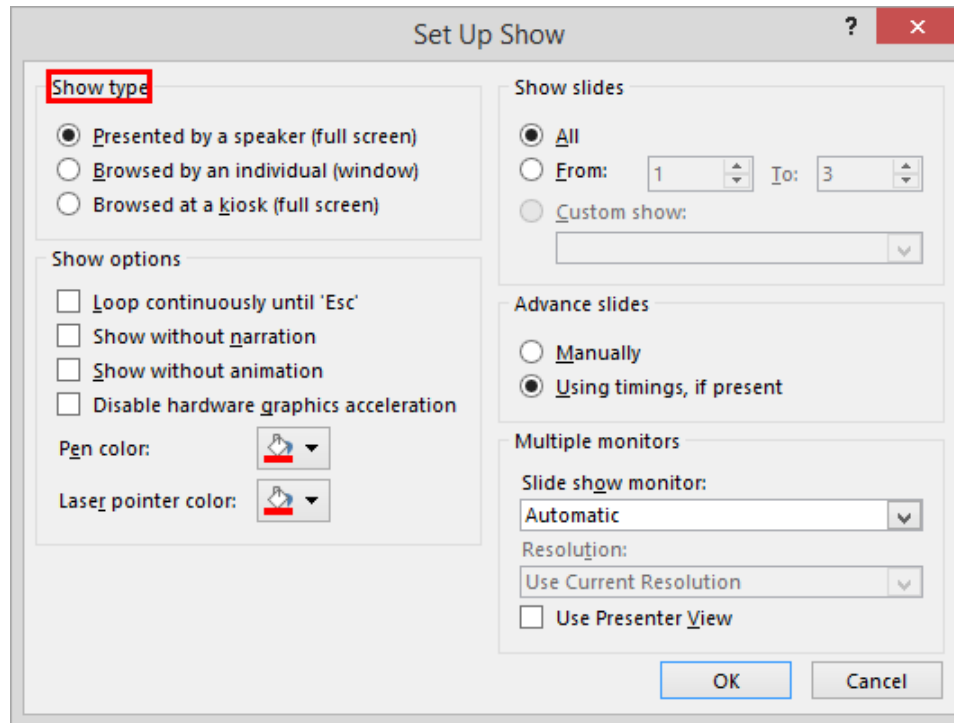 Set Up Show
?
Show type
Presented by a speaker (full screen)
Browsed by an individual (window)
Browsed at a kiosk (full screen)
Show options
Loop continuously until 'Esc'
Show without narration
Show without animation
Disable hardware graphics acceleration
Pen color:
Laser pointer color:
Show slides
All
From: 1 To: 3
Custom show:
Advance slides
Manually
Using timings, if present
Multiple monitors
Slide show monitor:
Automatic
Resolution:
Use Current Resolution
Use Presenter View
OK Cancel